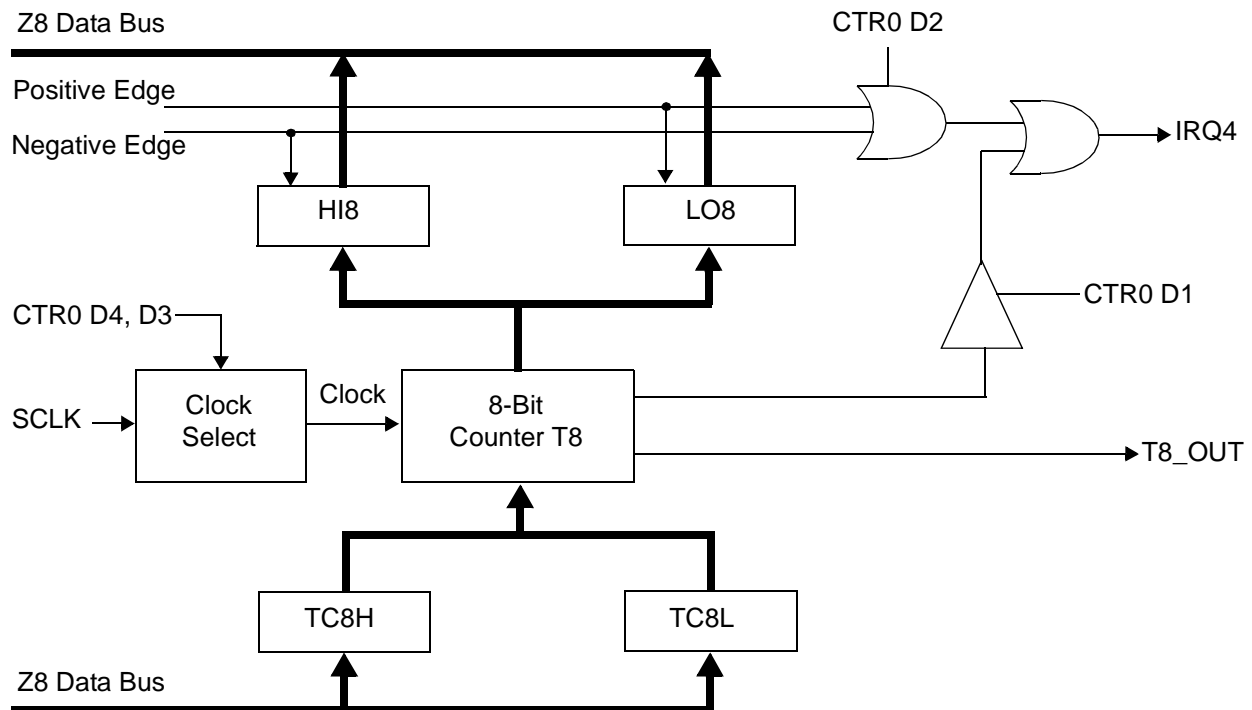 Z8 Data Bus
CTR0 D2
Positive Edge
Negative Edge
IRQ4
HI8
LO8
CTR0 D4, D3
CTR0 D1
SCLK
Clock
Select
Clock
8-Bit
Counter T8
T8_OUT
TC8H
TC8L
Z8 Data Bus